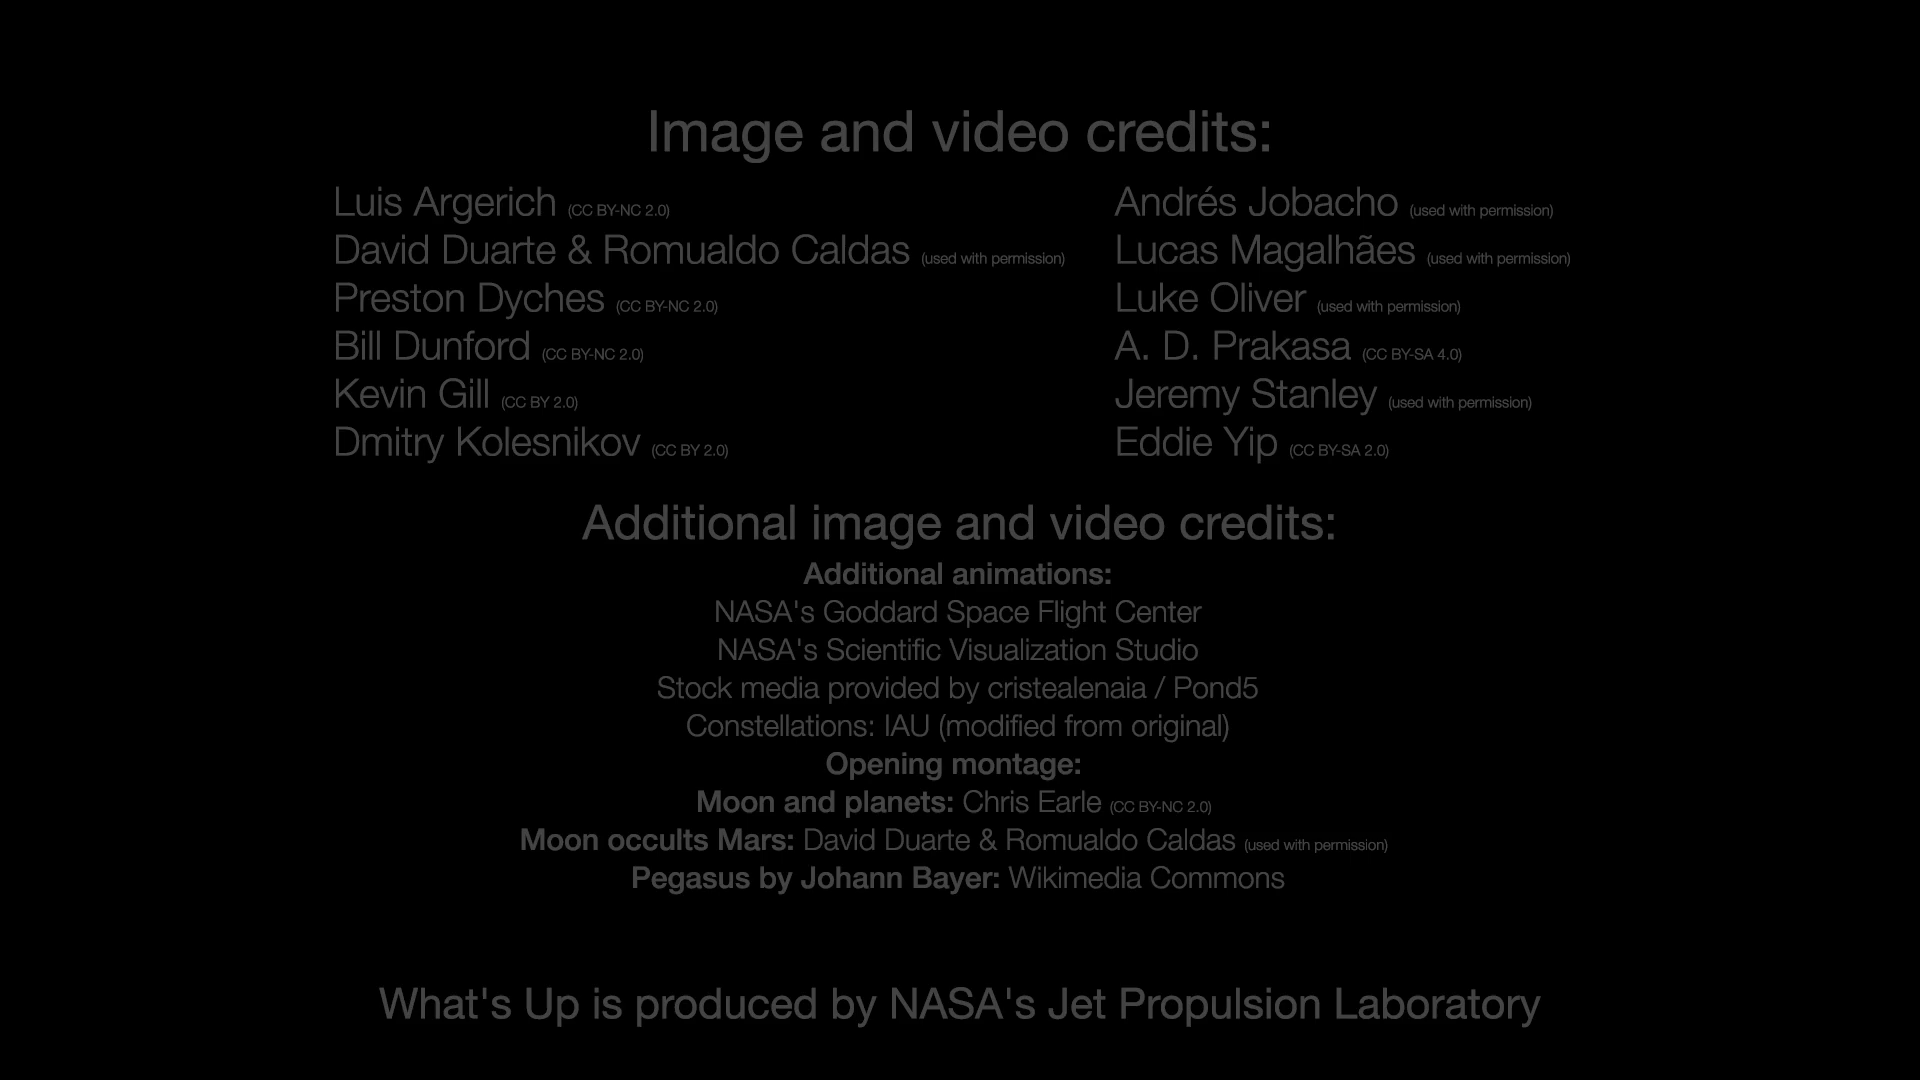 Image and video credits:
Luis Argerich (CC BY-NC 2.0)
David Duarte & Romualdo Caldas (used with permission)
Preston Dyches (CC BY-NC 2.0)
Bill Dunford (CC BY-NC 2.0)
Kevin Gill (CC BY 2.0)
Dmitry Kolesnikov (CC BY 2.0)
Andrés Jobacho (used with permission)
Lucas Magalhães (used with permission)
Luke Oliver (used with permission)
A. D. Prakasa (CC BY-SA 4.0)
Jeremy Stanley (used with permission)
Eddie Yip (CC BY-SA 2.0)
Additional image and video credits:
Additional animations:
NASA's Goddard Space Flight Center
NASA's Scientific Visualization Studio
Stock media provided by cristealenaia / Pond5
Constellations: IAU (modified from original)
Opening montage:
Moon and planets: Chris Earle (CC BY-NC 2.0)
Moon occults Mars: David Duarte & Romualdo Caldas (used with permission)
Pegasus by Johann Bayer: Wikimedia Commons
What's Up is produced by NASA's Jet Propulsion Laboratory